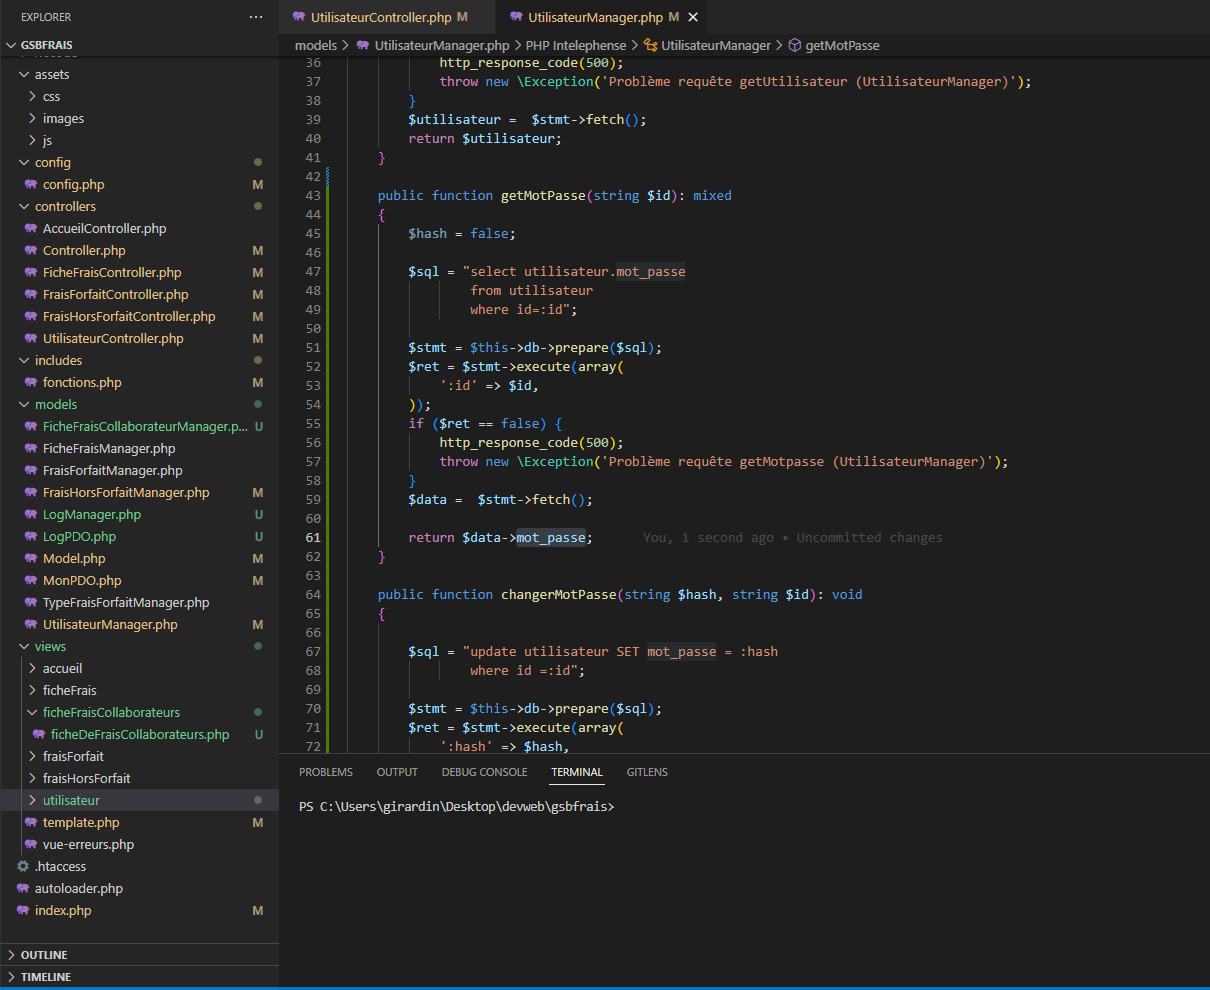 EXPLORER
GSBFRAIS
assets
css
images
js
config
config.php M
controllers
AccueilController.php
Controller.php M
FicheFraisController.php M
FraisForfaitController.php M
FraisHorsForfaitController.php M
UtilisateurController.php M
includes
fonctions.php M
models
FicheFraisCollaborateurManager.p... U
FicheFraisManager.php
FraisForfaitManager.php
FraisHorsForfaitManager.php M
LogManager.php U
LogPDO.php U
Model.php M
MonPDO.php M
TypeFraisForfaitManager.php
UtilisateurManager.php M
views
accueil
ficheFrais
ficheFraisCollaborateurs
ficheDeFraisCollaborateurs.php U
fraisForfait
fraisHorsForfait
utilisateur
template.php M
vue-erreurs.php
.htaccess
autoloader.php
index.php M
OUTLINE
TIMELINE
UtilisateurController.php M
UtilisateurManager.php M
models > UtilisateurManager.php > PHP Intelephense > UtilisateurManager > getMotPasse
36 http_response_code(500);
37 throw new \Exception('Problème requête getUtilisateur (UtilisateurManager)');
38 }
39 $utilisateur =  $stmt->fetch();
40 return $utilisateur;
41 }
42
43 public function getMotPasse(string $id): mixed
44 {
45 $hash = false;
46
47 $sql = "select utilisateur.mot_passe
48 from utilisateur
49 where id=:id";
50
51 $stmt = $this->db->prepare($sql);
52 $ret = $stmt->execute(array(
53 ':id' => $id,
54 ));
55 if ($ret == false) {
56 http_response_code(500);
57 throw new \Exception('Problème requête getMotpasse (UtilisateurManager)');
58 }
59 $data =  $stmt->fetch();
60
61 return $data->mot_passe; You, 1 second ago • Uncommitted changes
62 }
63
64 public function changerMotPasse(string $hash, string $id): void
65 {
66
67 $sql = "update utilisateur SET mot_passe = :hash
68 where id =:id";
69
70 $stmt = $this->db->prepare($sql);
71 $ret = $stmt->execute(array(
72 ':hash' => $hash,
PROBLEMS OUTPUT DEBUG CONSOLE TERMINAL GITLENS
PS C:\Users\girardin\Desktop\devweb\gsbfrais>